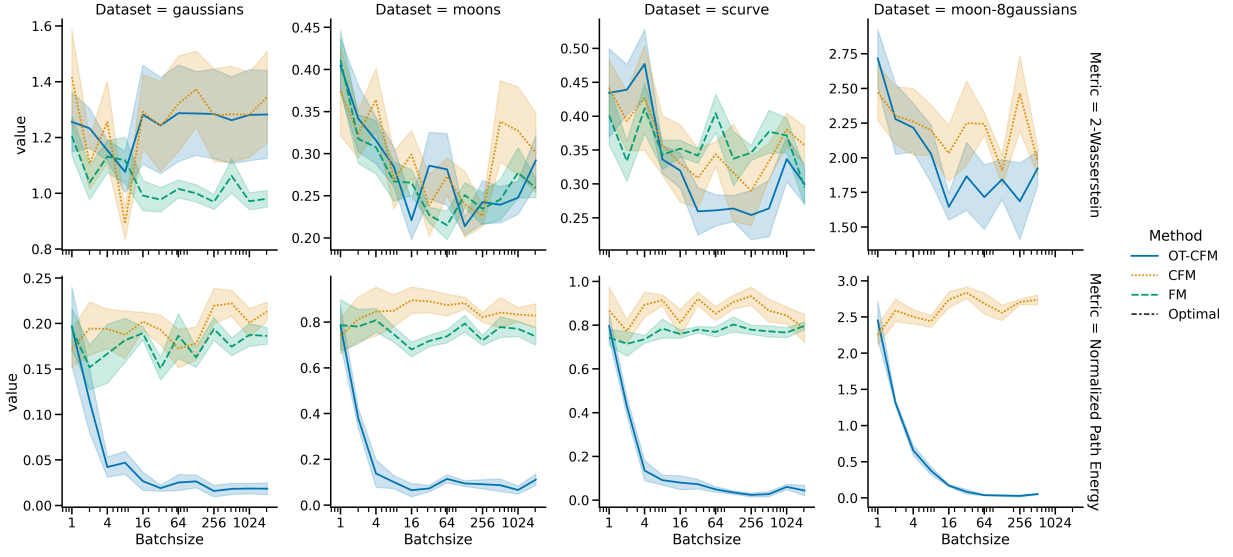 Dataset = gaussians
Dataset = moons
Dataset = scurve
Dataset = moon-8gaussians
1.6
1.4
1.2
1.0
0.8
value
0.45
0.40
0.35
0.30
0.25
0.20
0.50
0.45
0.40
0.35
0.30
0.25
2.75
2.50
2.25
2.00
1.75
1.50
Metric = 2-Wasserstein
Method
OT-CFM
CFM
FM
Optimal
0.25
0.20
0.15
0.10
0.05
0.00
value
0.8
0.6
0.4
0.2
0.0
1.0
0.8
0.6
0.4
0.2
0.0
3.0
2.5
2.0
1.5
1.0
0.5
0.0
Metric = Normalized Path Energy
1 4 16 64 256 1024
1 4 16 64 256 1024
1 4 16 64 256 1024
1 4 16 64 256 1024
Batchsize
Batchsize
Batchsize
Batchsize